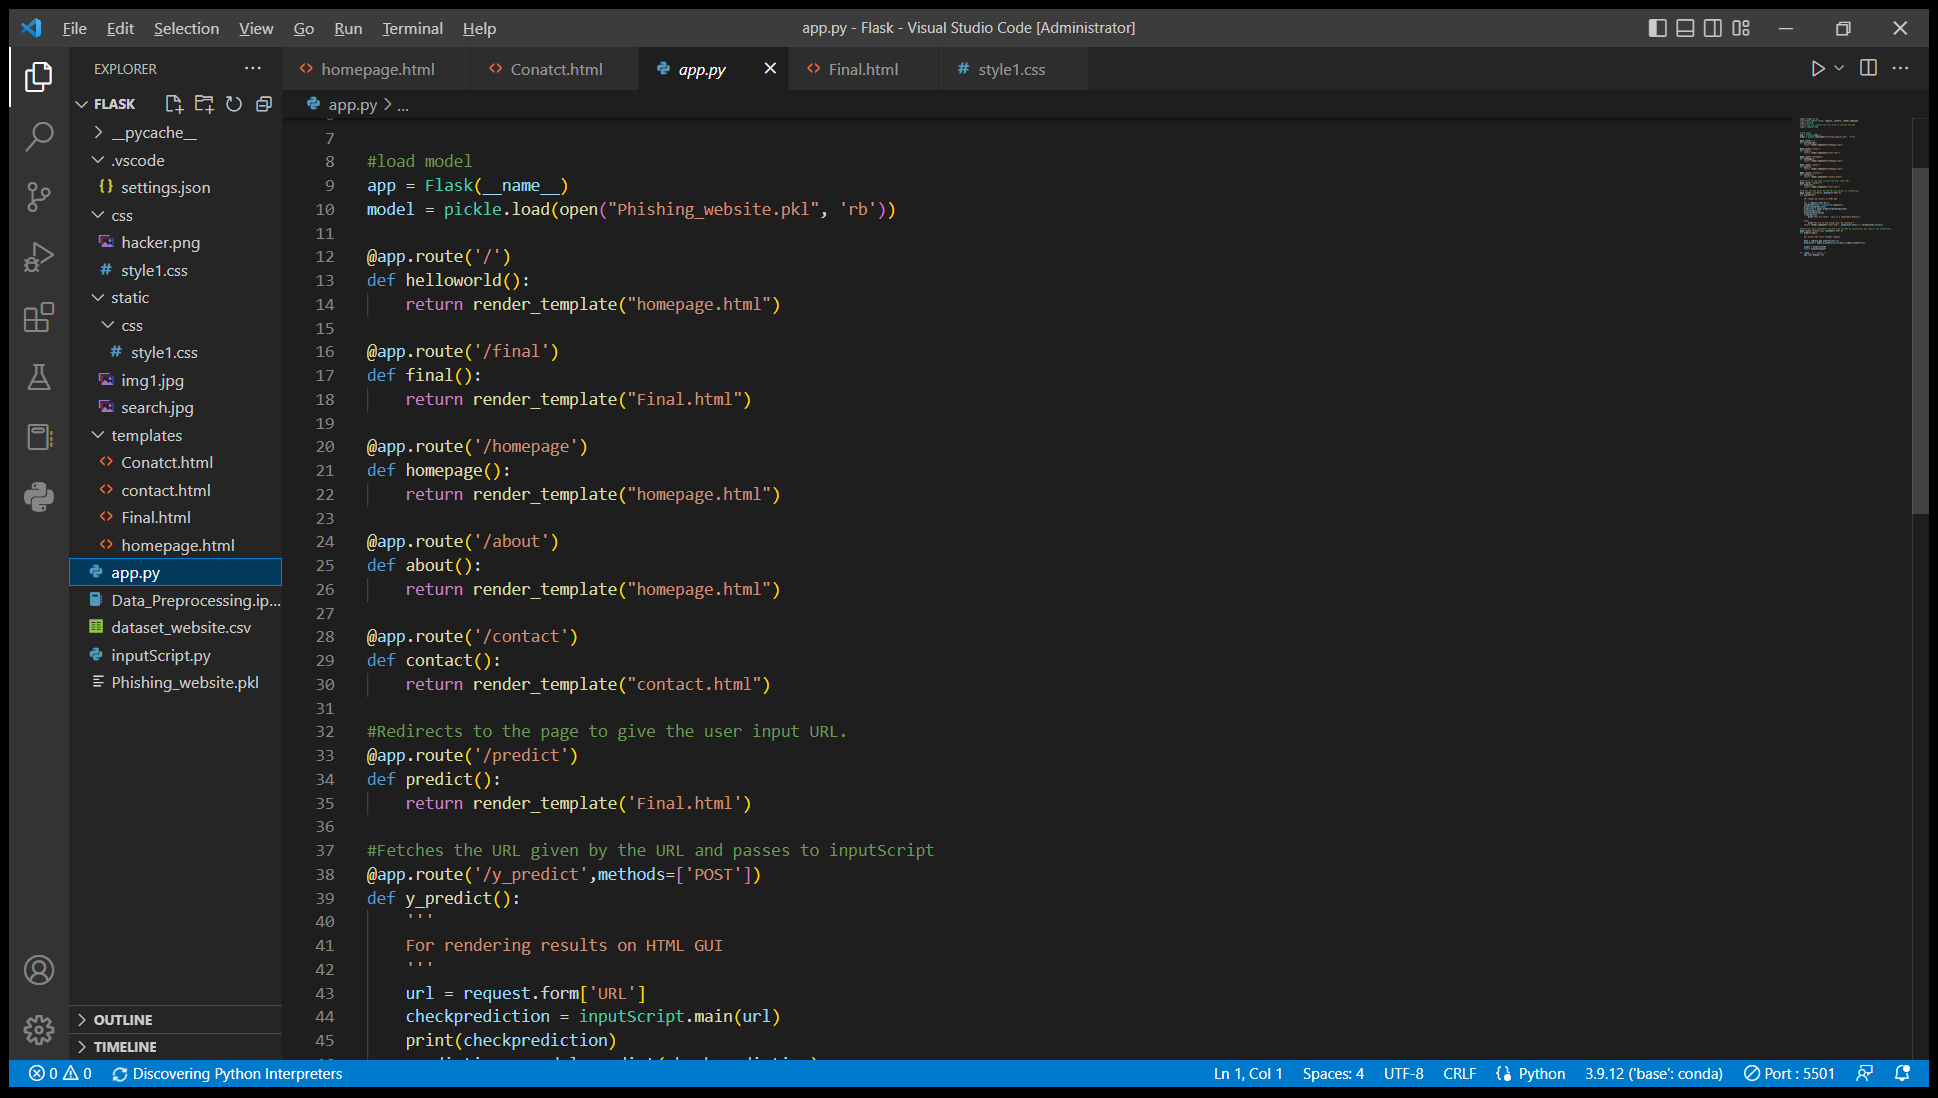 File Edit Selection View Go Run Terminal Help
app.py - Flask - Visual Studio Code [Administrator]
EXPLORER
FLASK
__pycache__
.vscode
settings.json
css
hacker.png
style1.css
static
css
style1.css
img1.jpg
search.jpg
templates
Conatct.html
contact.html
Final.html
homepage.html
app.py
Data_Preprocessing.ip...
dataset_website.csv
inputScript.py
Phishing_website.pkl
OUTLINE
TIMELINE
homepage.html Conatct.html app.py Final.html style1.css
app.py > ...
7
8 #load model
9 app = Flask(__name__)
10 model = pickle.load(open("Phishing_website.pkl", 'rb'))
11
12 @app.route('/')
13 def helloworld():
14 return render_template("homepage.html")
15
16 @app.route('/final')
17 def final():
18 return render_template("Final.html")
19
20 @app.route('/homepage')
21 def homepage():
22 return render_template("homepage.html")
23
24 @app.route('/about')
25 def about():
26 return render_template("homepage.html")
27
28 @app.route('/contact')
29 def contact():
30 return render_template("contact.html")
31
32 #Redirects to the page to give the user input URL.
33 @app.route('/predict')
34 def predict():
35 return render_template('Final.html')
36
37 #Fetches the URL given by the URL and passes to inputScript
38 @app.route('/y_predict',methods=['POST'])
39 def y_predict():
40 '''
41 For rendering results on HTML GUI
42 '''
43 url = request.form['URL']
44 checkprediction = inputScript.main(url)
45 print(checkprediction)
0 0 Discovering Python Interpreters
Ln 1, Col 1 Spaces: 4 UTF-8 CRLF Python 3.9.12 ('base': conda) Port : 5501